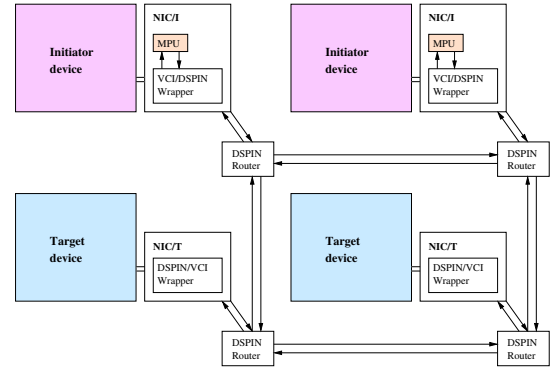 NIC/I
Initiator
device
MPU
VCI/DSPIN
Wrapper
NIC/I
Initiator
device
MPU
VCI/DSPIN
Wrapper
DSPIN
Router
DSPIN
Router
Target
device
NIC/T
DSPIN/VCI
Wrapper
Target
device
NIC/T
DSPIN/VCI
Wrapper
DSPIN
Router
DSPIN
Router